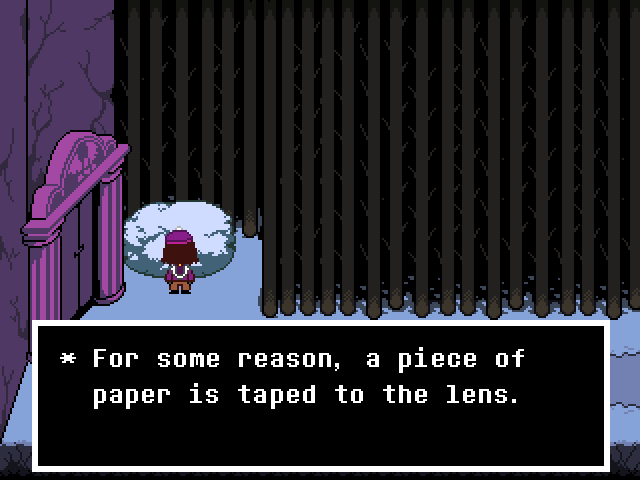 * For some reason, a piece of
paper is taped to the lens.